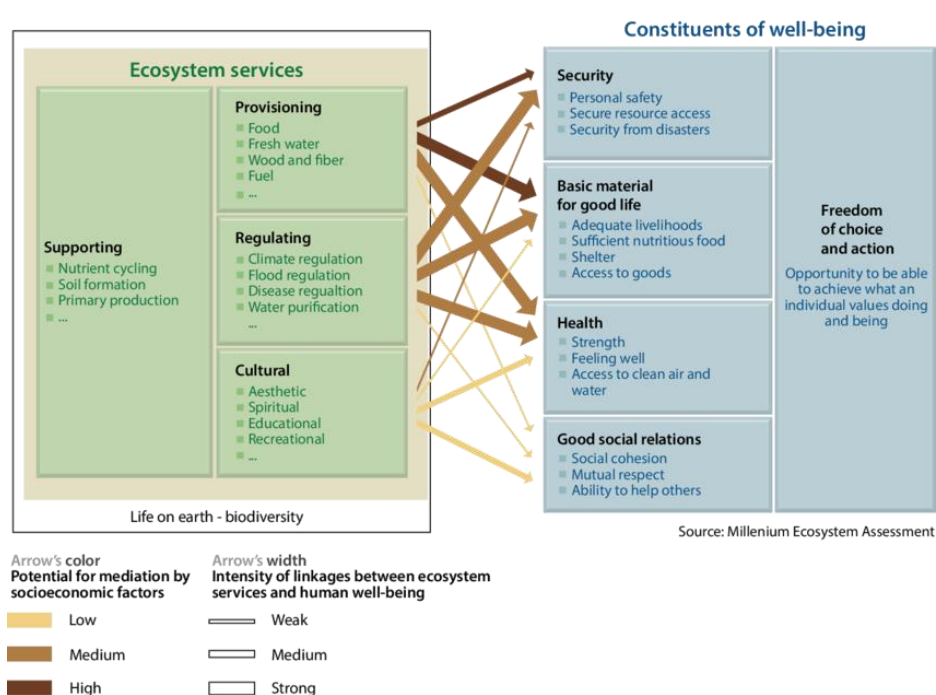 Constituents of well-being
Ecosystem services
Supporting
Nutrient cycling
Soil formation
Primary production
...
Provisioning
Food
Fresh water
Wood and fiber
Fuel
...
Regulating
Climate regulation
Flood regulation
Disease regualtion
Water purification
...
Cultural
Aesthetic
Spiritual
Educational
Recreational
...
Life on earth - biodiversity
Security
Personal safety
Secure resource access
Security from disasters
Basic material
for good life
Adequate livelihoods
Sufficient nutritious food
Shelter
Access to goods
Health
Strength
Feeling well
Access to clean air and
water
Good social relations
Social cohesion
Mutual respect
Ability to help others
Freedom
of choice
and action
Opportunity to be able
to achieve what an
individual values doing
and being
Source: Millenium Ecosystem Assessment
Arrow's color
Potential for mediation by
socioeconomic factors
Low
Medium
High
Arrow's width
Intensity of linkages between ecosystem
services and human well-being
Weak
Medium
Strong